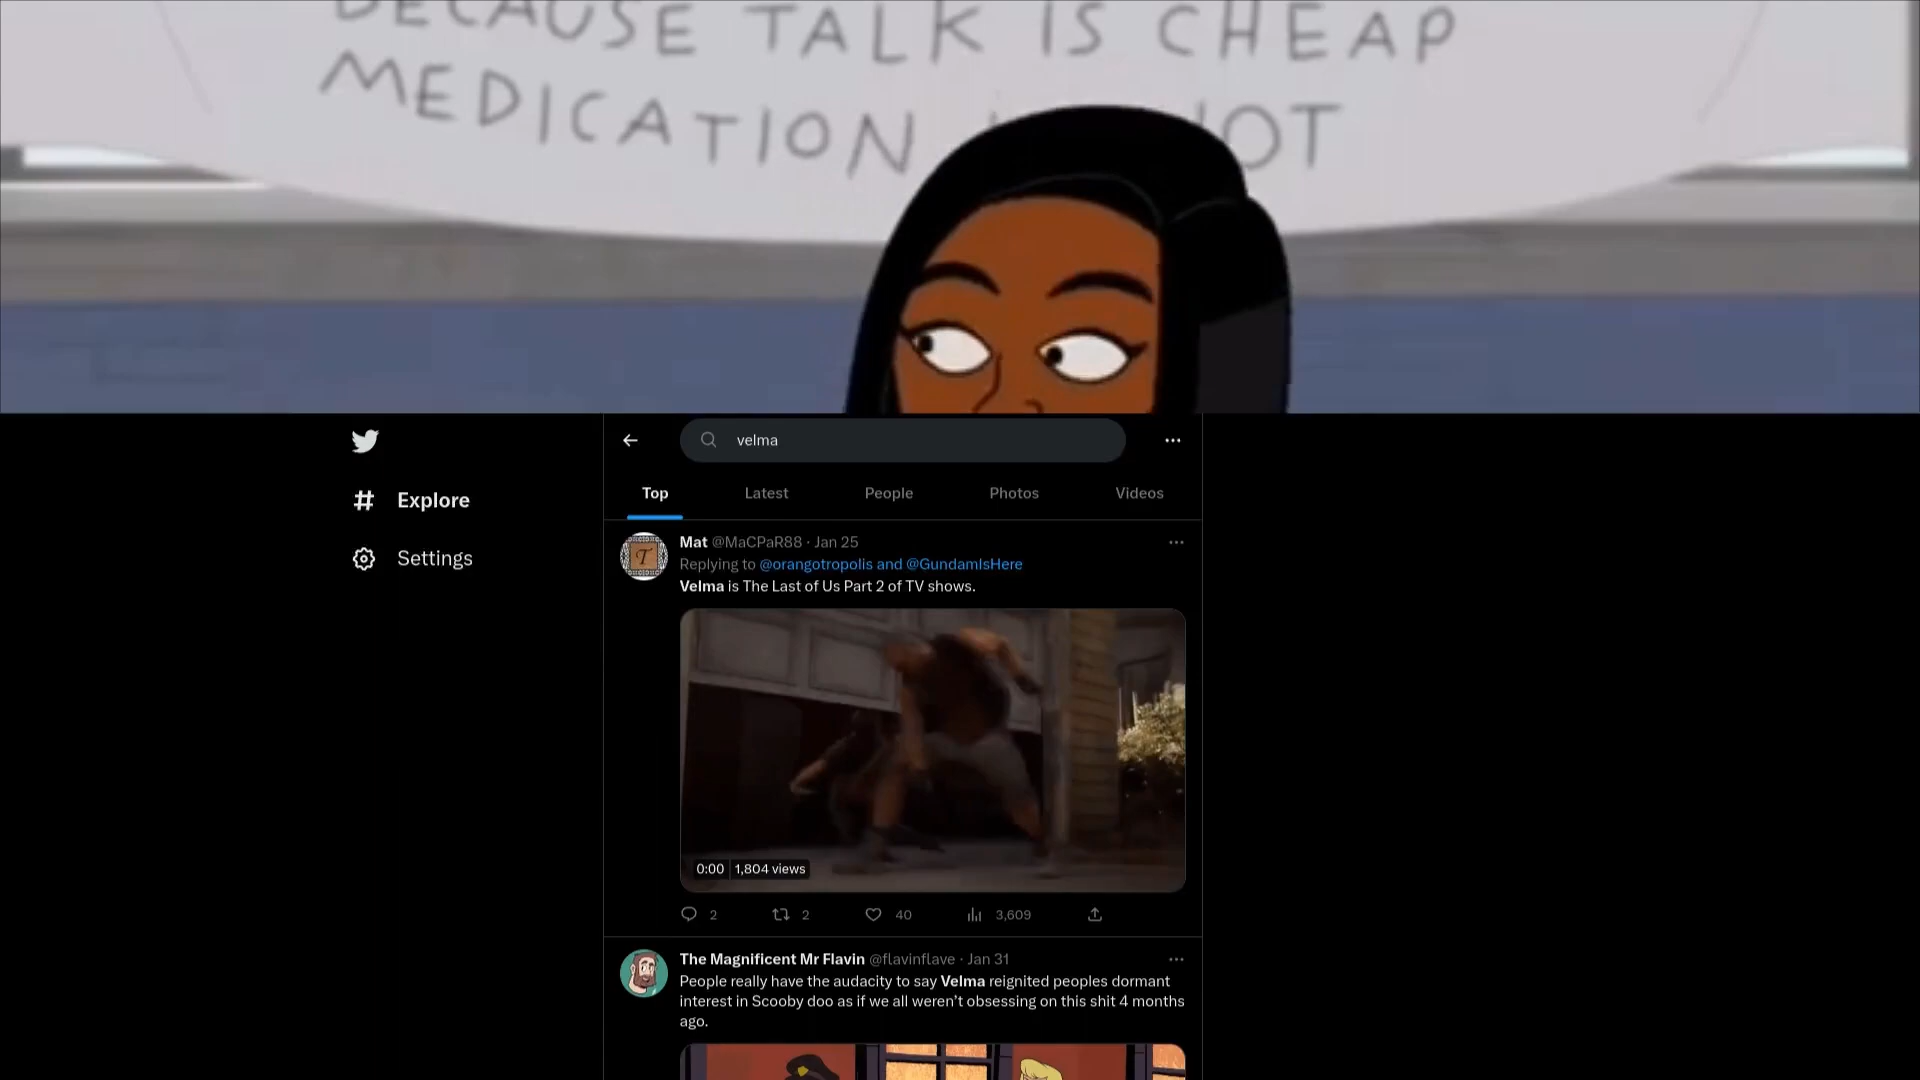 BECAUSE TALK IS CHEAP
MEDICATION
velma
Top Latest People Photos Videos
Explore
Settings
Mat @MaCPaR88 · Jan 25
Replying to @orangotropolis and @GundamIsHere
Velma is The Last of Us Part 2 of TV shows.
0:00 1,804 views
2 2 40 3,609
The Magnificent Mr Flavin @flavinflave · Jan 31
People really have the audacity to say Velma reignited peoples dormant
interest in Scooby doo as if we all weren't obsessing on this shit 4 months
ago.